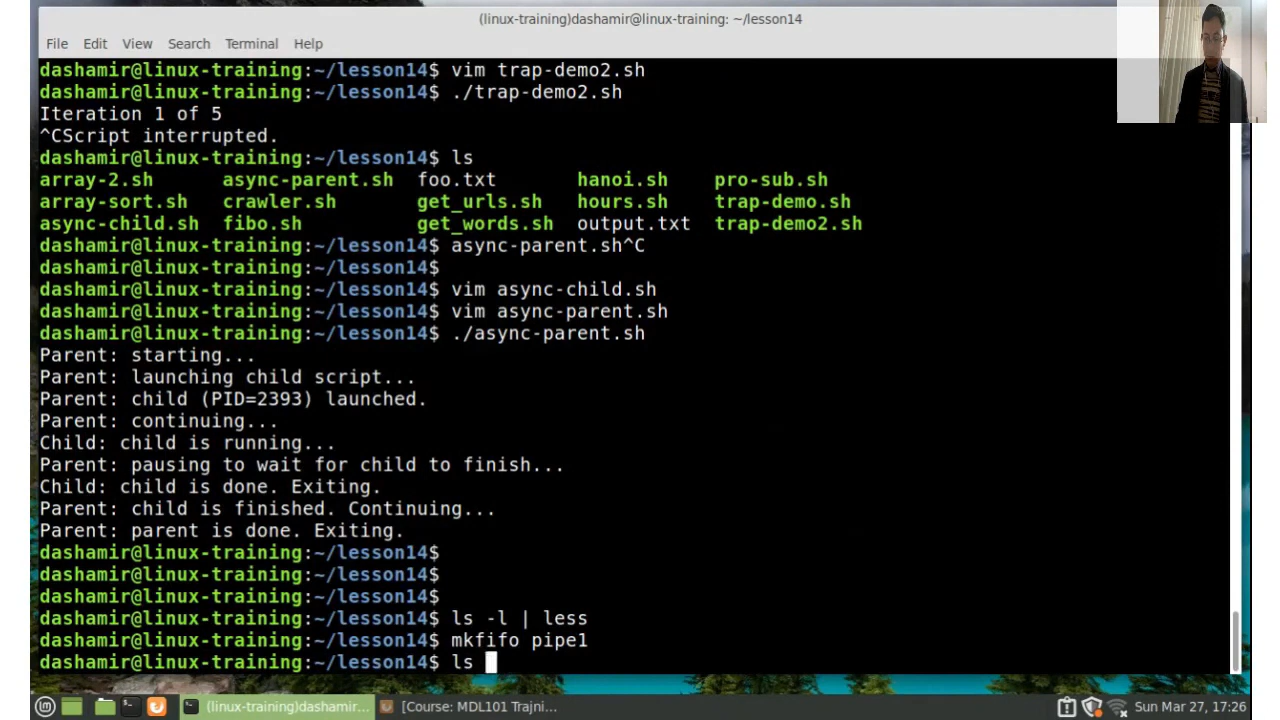 (linux-training)dashamir@linux-training: ~/lesson14
File Edit View Search Terminal Help
dashamir@linux-training:~/lesson14$ vim trap-demo2.sh
dashamir@linux-training:~/lesson14$ ./trap-demo2.sh
Iteration 1 of 5
^CScript interrupted.
dashamir@linux-training:~/lesson14$ ls
array-2.sh async-parent.sh foo.txt hanoi.sh pro-sub.sh
array-sort.sh crawler.sh get_urls.sh hours.sh trap-demo.sh
async-child.sh fibo.sh get_words.sh output.txt trap-demo2.sh
dashamir@linux-training:~/lesson14$ async-parent.sh^C
dashamir@linux-training:~/lesson14$
dashamir@linux-training:~/lesson14$ vim async-child.sh
dashamir@linux-training:~/lesson14$ vim async-parent.sh
dashamir@linux-training:~/lesson14$ ./async-parent.sh
Parent: starting...
Parent: launching child script...
Parent: child (PID=2393) launched.
Parent: continuing...
Child: child is running...
Parent: pausing to wait for child to finish...
Child: child is done. Exiting.
Parent: child is finished. Continuing...
Parent: parent is done. Exiting.
dashamir@linux-training:~/lesson14$
dashamir@linux-training:~/lesson14$
dashamir@linux-training:~/lesson14$
dashamir@linux-training:~/lesson14$ ls -l | less
dashamir@linux-training:~/lesson14$ mkfifo pipe1
dashamir@linux-training:~/lesson14$ ls
(linux-training)dashamir... [Course: MDL101 Trajni... Sun Mar 27, 17:26